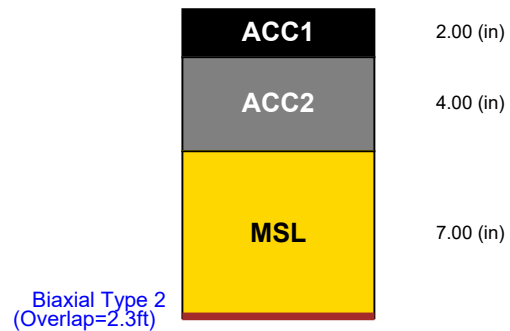 ACC1 2.00 (in)
ACC2 4.00 (in)
MSL 7.00 (in)
Biaxial Type 2
(Overlap=2.3ft)